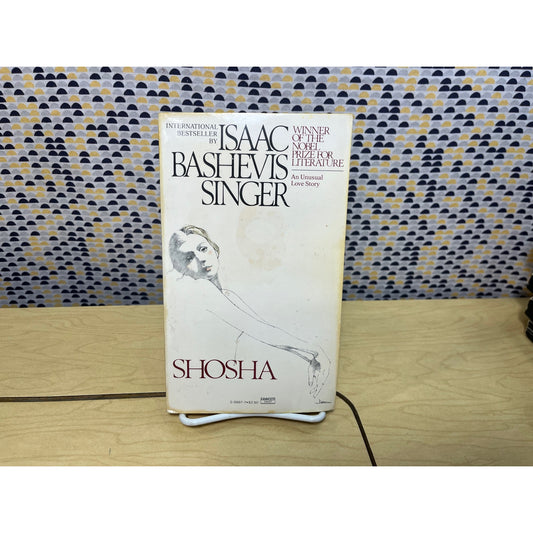 INTERNATIONAL
BESTSELLER
BY
ISAAC
BASHEVIS
SINGER
WINNER
OF THE
NOBEL
PRIZE FOR
LITERATURE
An Unusual
Love Story
SHOSHA
FAWCETT